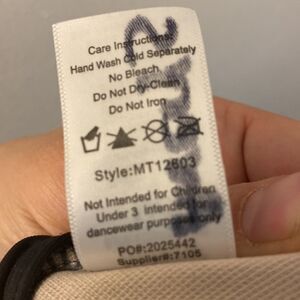 Care Instructions:
Hand Wash Cold Separately
No Bleach
Do Not Dry-Clean
Do Not Iron
Style:MT12603
Not Intended for Children
Under 3 intended for
dancewear purposes only
PO#:2025442
Supplier#:7105